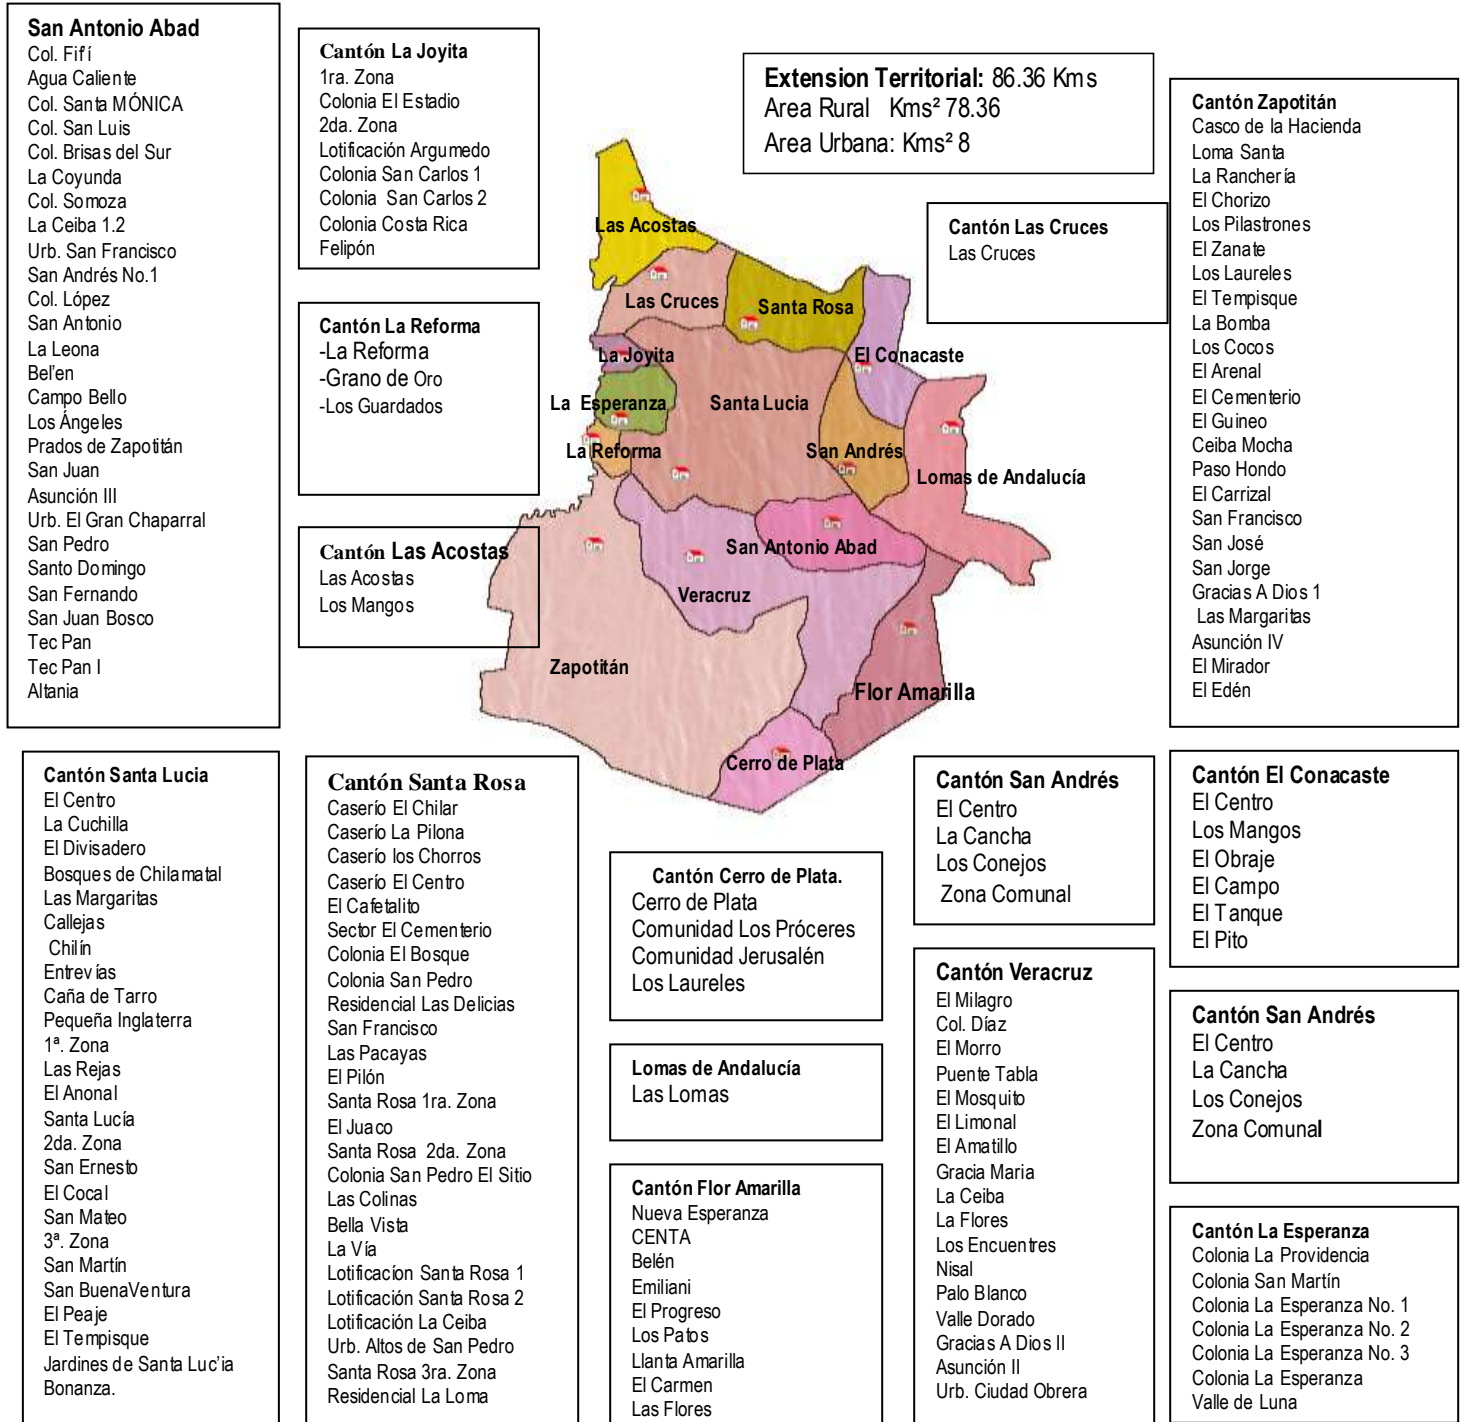 San Antonio Abad
Col. Fifí
Agua Caliente
Col. Santa MÓNICA
Col. San Luis
Col. Brisas del Sur
La Coyunda
Col. Somoza
La Ceiba 1.2
Urb. San Francisco
San Andrés No.1
Col. López
San Antonio
La Leona
Bel'en
Campo Bello
Los Ángeles
Prados de Zapotitán
San Juan
Asunción III
Urb. El Gran Chaparral
San Pedro
Santo Domingo
San Fernando
San Juan Bosco
Tec Pan
Tec Pan I
Altania
Cantón La Joyita
1ra. Zona
Colonia El Estadio
2da. Zona
Lotificación Argumedo
Colonia San Carlos 1
Colonia San Carlos 2
Colonia Costa Rica
Felipón
Cantón La Reforma
-La Reforma
-Grano de Oro
-Los Guardados
Cantón Las Acostas
Las Acostas
Los Mangos
Extension Territorial: 86.36 Kms
Area Rural Kms² 78.36
Area Urbana: Kms² 8
Cantón Las Cruces
Las Cruces
Cantón Zapotitán
Casco de la Hacienda
Loma Santa
La Ranchería
El Chorizo
Los Pilastrones
El Zanate
Los Laureles
El Tempisque
La Bomba
Los Cocos
El Arenal
El Cementerio
El Guineo
Ceiba Mocha
Paso Hondo
El Carrizal
San Francisco
San José
San Jorge
Gracias A Dios 1
Las Margaritas
Asunción IV
El Mirador
El Edén
Las Acostas
Las Cruces
Santa Rosa
La Joyita
El Conacaste
La Esperanza
Santa Lucia
La Reforma
San Andrés
Lomas de Andalucía
San Antonio Abad
Veracruz
Zapotitán
Flor Amarilla
Cerro de Plata
Cantón Santa Lucia
El Centro
La Cuchilla
El Divisadero
Bosques de Chilamatal
Las Margaritas
Callejas
Chilín
Entrevías
Caña de Tarro
Pequeña Inglaterra
1ª. Zona
Las Rejas
El Anonal
Santa Lucía
2da. Zona
San Ernesto
El Cocal
San Mateo
3ª. Zona
San Martín
San BuenaVentura
El Peaje
El Tempisque
Jardines de Santa Luc'ia
Bonanza.
Cantón Santa Rosa
Caserío El Chilar
Caserío La Pilona
Caserío los Chorros
Caserío El Centro
El Cafetalito
Sector El Cementerio
Colonia El Bosque
Colonia San Pedro
Residencial Las Delicias
San Francisco
Las Pacayas
El Pilón
Santa Rosa 1ra. Zona
El Juaco
Santa Rosa 2da. Zona
Colonia San Pedro El Sitio
Las Colinas
Bella Vista
La Vía
Lotificacíon Santa Rosa 1
Lotificación Santa Rosa 2
Lotificación La Ceiba
Urb. Altos de San Pedro
Santa Rosa 3ra. Zona
Residencial La Loma
Cantón Cerro de Plata.
Cerro de Plata
Comunidad Los Próceres
Comunidad Jerusalén
Los Laureles
Lomas de Andalucía
Las Lomas
Cantón Flor Amarilla
Nueva Esperanza
CENTA
Belén
Emiliani
El Progreso
Los Patos
Llanta Amarilla
El Carmen
Las Flores
Cantón San Andrés
El Centro
La Cancha
Los Conejos
Zona Comunal
Cantón Veracruz
El Milagro
Col. Díaz
El Morro
Puente Tabla
El Mosquito
El Limonal
El Amatillo
Gracia Maria
La Ceiba
La Flores
Los Encuentres
Nisal
Palo Blanco
Valle Dorado
Gracias A Dios II
Asunción II
Urb. Ciudad Obrera
Cantón El Conacaste
El Centro
Los Mangos
El Obraje
El Campo
El Tanque
El Pito
Cantón San Andrés
El Centro
La Cancha
Los Conejos
Zona Comunal
Cantón La Esperanza
Colonia La Providencia
Colonia San Martín
Colonia La Esperanza No. 1
Colonia La Esperanza No. 2
Colonia La Esperanza No. 3
Colonia La Esperanza
Valle de Luna